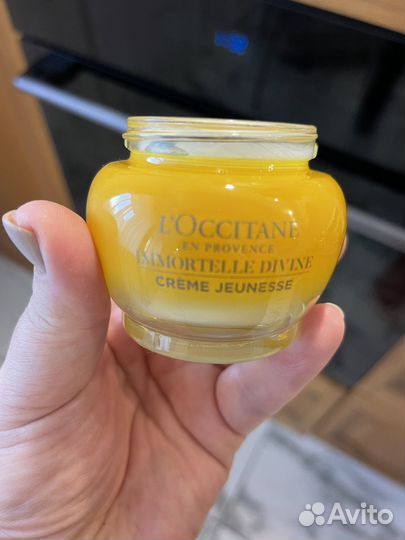 L'OCCITANE
EN PROVENCE
IMMORTELLE DIVINE
CRÈME JEUNESSE
Avito